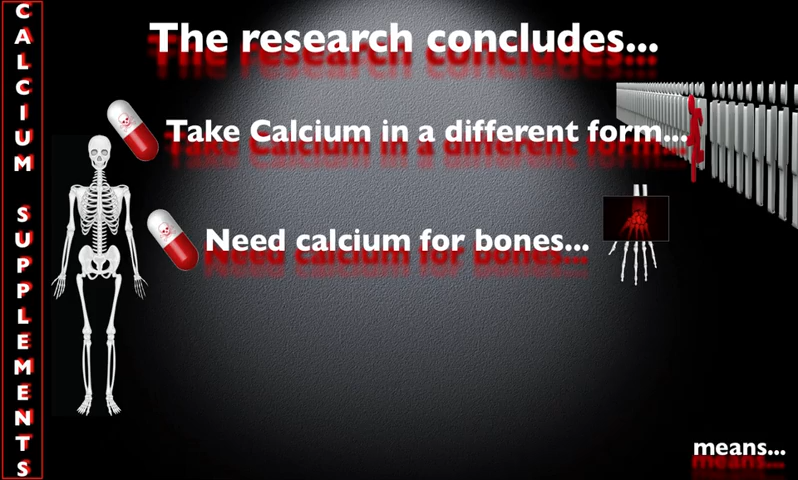 CALCIUM SUPPLEMENTS
The research concludes...
Take Calcium in a different form...
Need calcium for bones...
means...